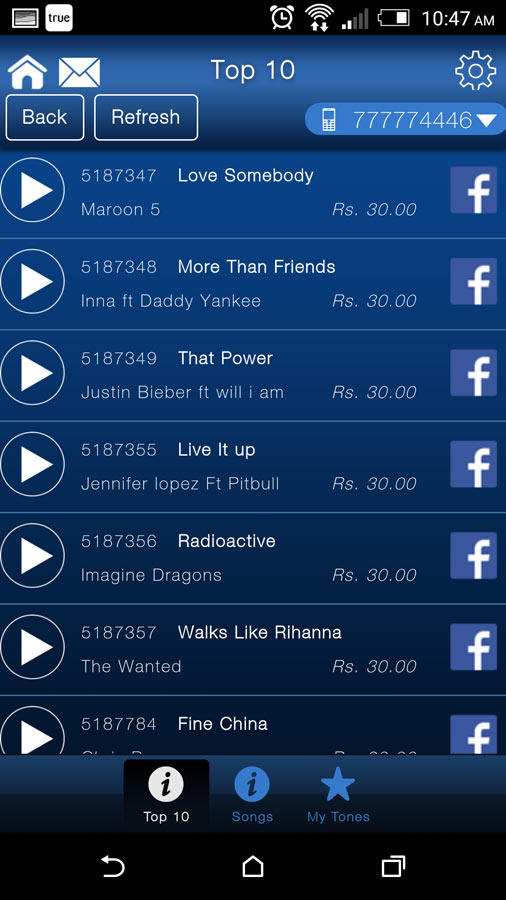 true
10:47 AM
Top 10
Back
Refresh
777774446
5187347 Love Somebody
Maroon 5 Rs. 30.00
5187348 More Than Friends
Inna ft Daddy Yankee Rs. 30.00
5187349 That Power
Justin Bieber ft will i am Rs. 30.00
5187355 Live It up
Jennifer lopez Ft Pitbull Rs. 30.00
5187356 Radioactive
Imagine Dragons Rs. 30.00
5187357 Walks Like Rihanna
The Wanted Rs. 30.00
5187784 Fine China
Top 10
Songs
My Tones